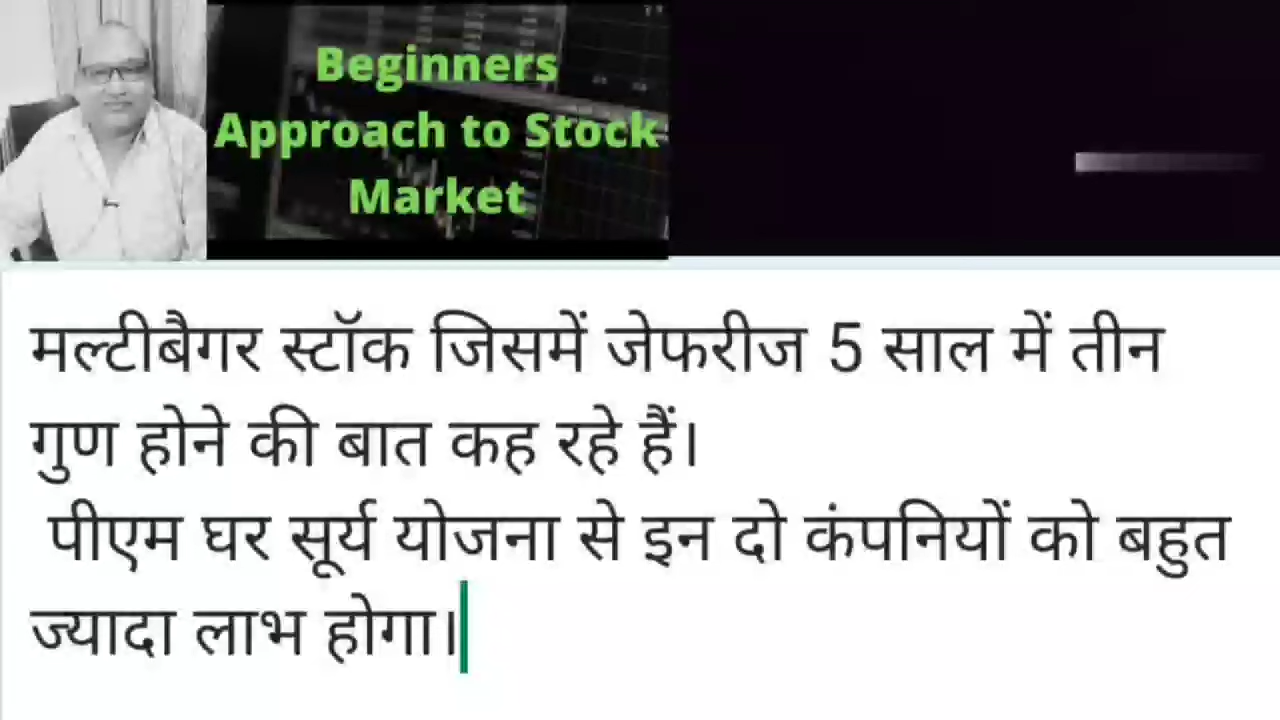 Beginners
Approach to Stock
Market
मल्टीबैगर स्टॉक जिसमें जेफरीज 5 साल में तीन
गुण होने की बात कह रहे हैं।
पीएम घर सूर्य योजना से इन दो कंपनियों को बहुत
ज्यादा लाभ होगा।